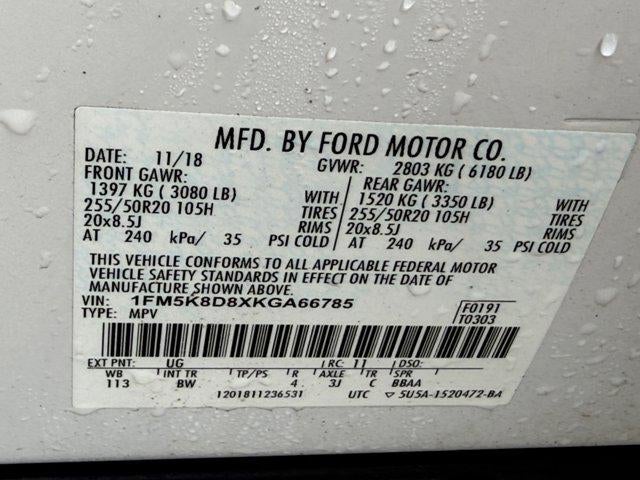 MFD. BY FORD MOTOR CO.
DATE: 11/18 GVWR: 2803 KG ( 6180 LB)
FRONT GAWR: REAR GAWR:
1397 KG ( 3080 LB) WITH 1520 KG ( 3350 LB) WITH
255/50R20 105H TIRES 255/50R20 105H TIRES
20x8.5J RIMS 20x8.5J RIMS
AT 240 kPa/ 35 PSI COLD AT 240 kPa/ 35 PSI COLD
THIS VEHICLE CONFORMS TO ALL APPLICABLE FEDERAL MOTOR
VEHICLE SAFETY STANDARDS IN EFFECT ON THE DATE OF
MANUFACTURE SHOWN ABOVE.
VIN: 1FM5K8D8XKGA66785 F0191
TYPE: MPV T0303
EXT PNT: UG RC: 11 DSO:
WB INT TR TP/PS R AXLE TR SPR
113 BW 4 3J C BBAA
1201811236531 UTC ▽ 5U5A-1520472-BA